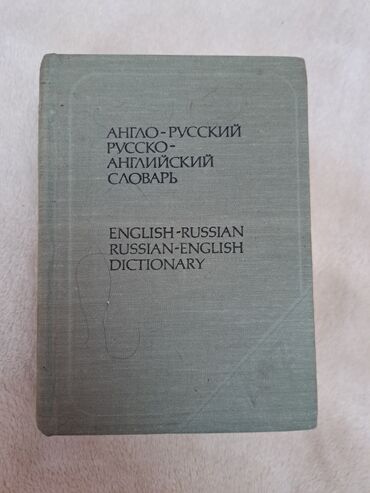 АНГЛО-РУССКИЙ
РУССКО-
АНГЛИЙСКИЙ
СЛОВАРЬ
ENGLISH-RUSSIAN
RUSSIAN-ENGLISH
DICTIONARY